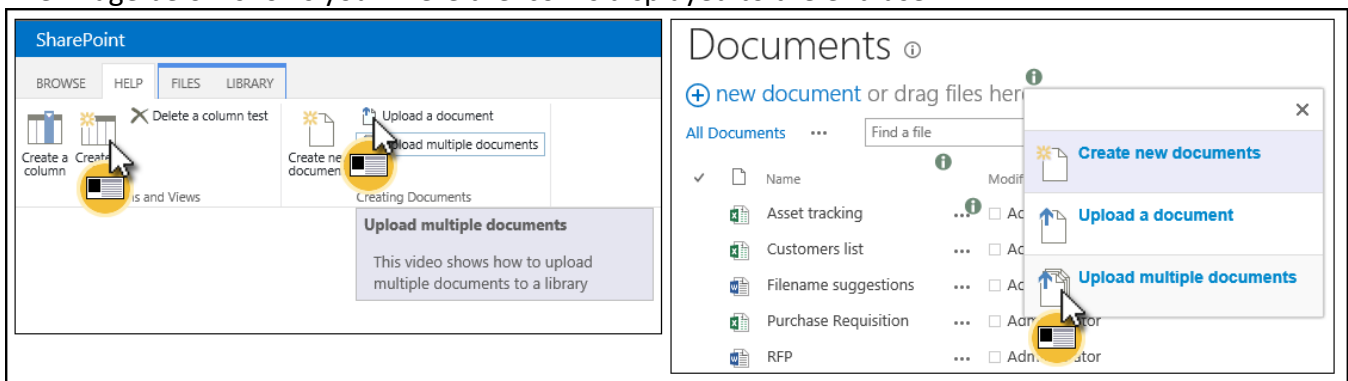 SharePoint
BROWSE HELP FILES LIBRARY
Create a column
Delete a column test
Upload a document
Upload multiple documents
and Views
Creating Documents
Upload multiple documents
This video shows how to upload
multiple documents to a library
Documents
new document or drag files here
All Documents ... Find a file
Name
Asset tracking ...
Customers list ...
Filename suggestions ...
Purchase Requisition ...
RFP ...
Create new documents
Upload a document
Upload multiple documents